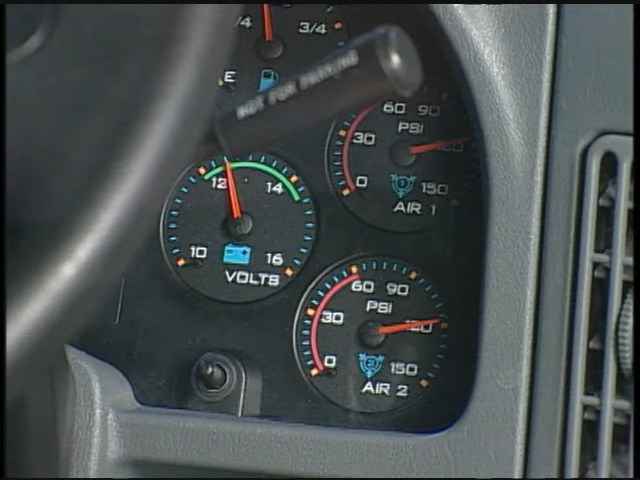 /4 3/4
E
NOT FOR PARKING
60 90
PSI
30 120
0 150
AIR 1
12 14
10 16
VOLTS
60 90
PSI
30 120
0 150
AIR 2